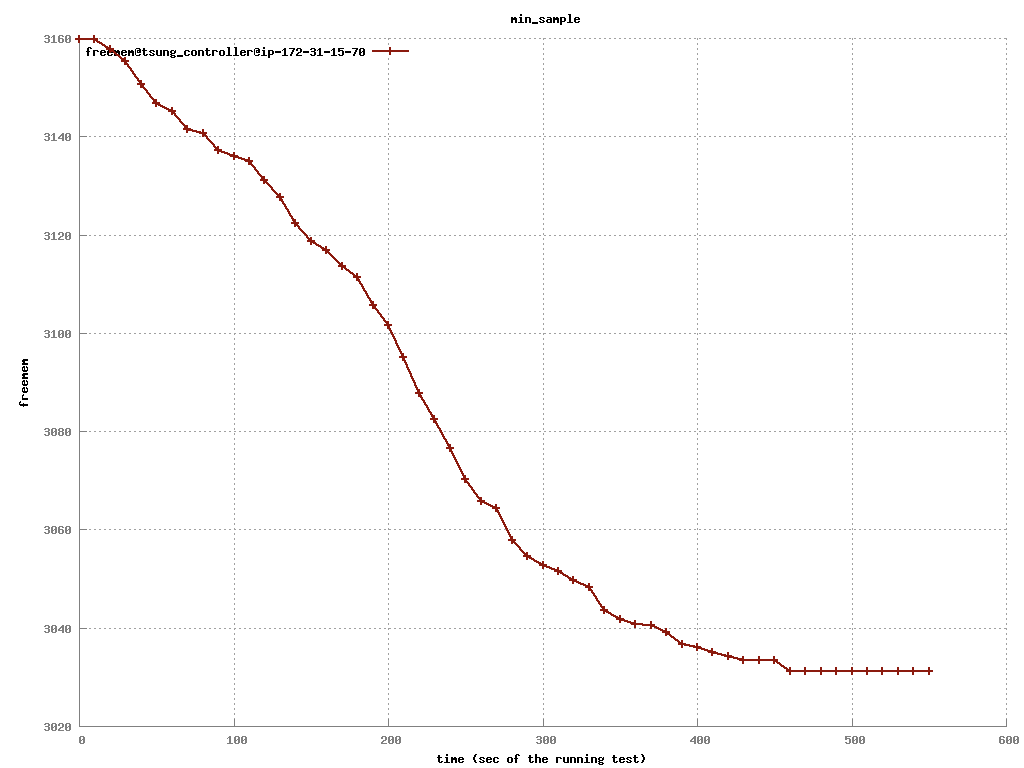 min_sample
3160
freemem@tsung_controller@ip-172-31-15-70
3140
3120
3100
3080
3060
3040
3020
freemem
0 100 200 300 400 500 600
time (sec of the running test)